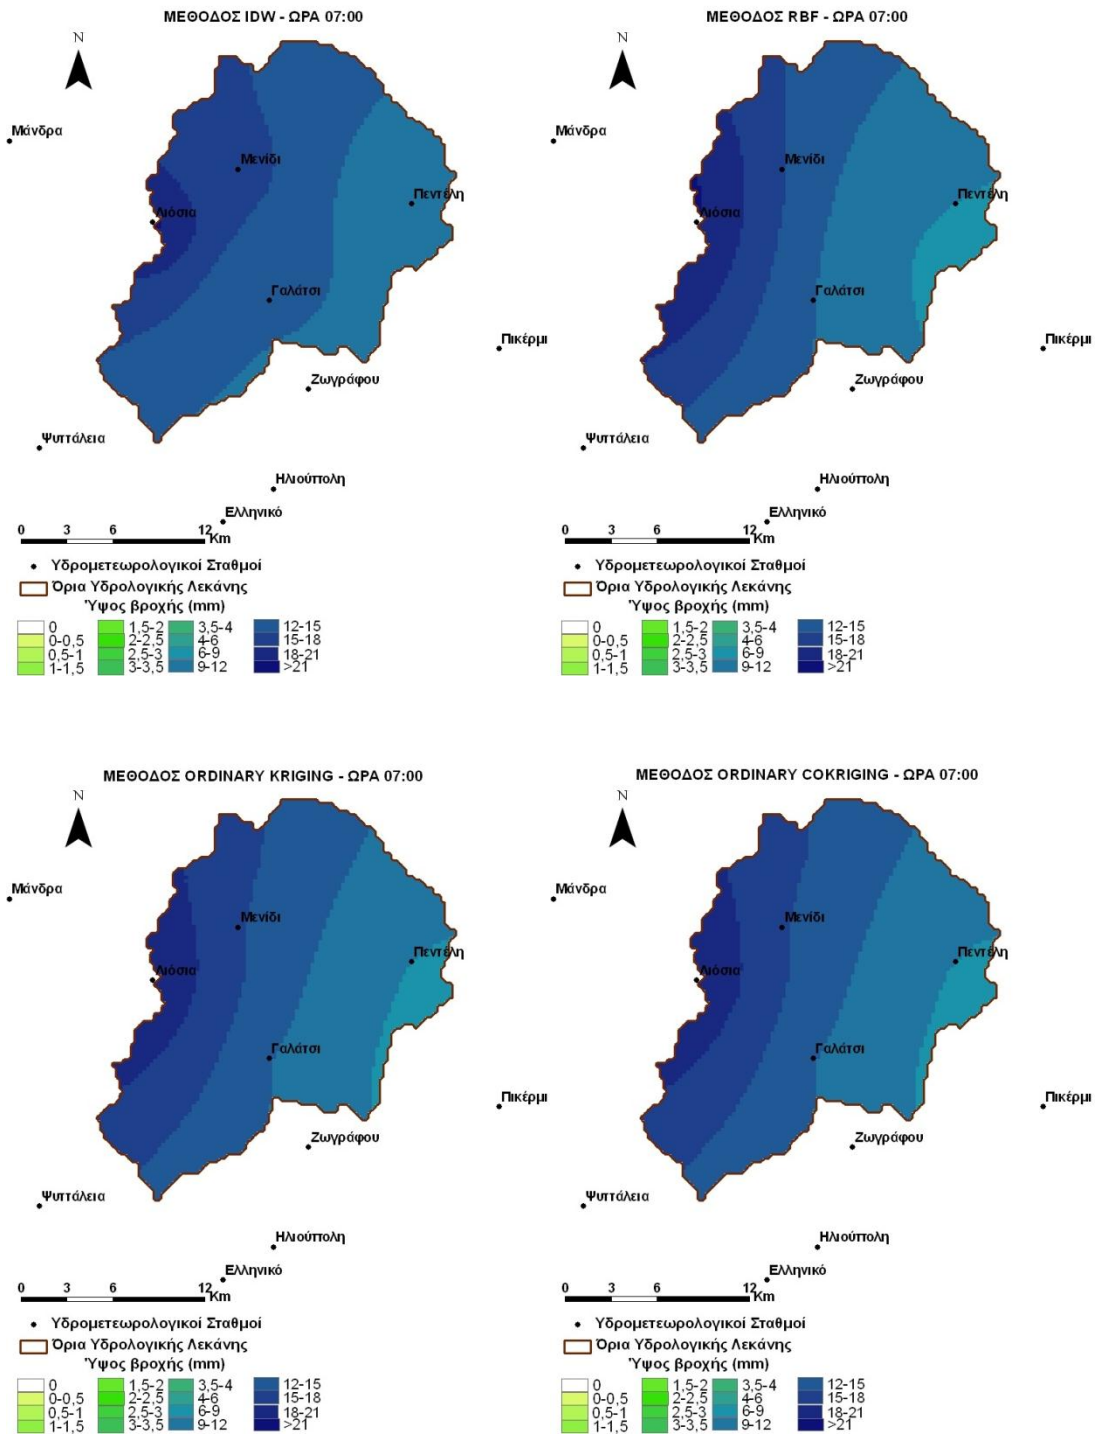 ΜΕΘΟΔΟΣ IDW - ΩΡΑ 07:00
N
Μάνδρα
Μενίδι
Πεντέλη
Λιόσια
Γαλάτσι
Πικέρμι
Ζωγράφου
Ψυττάλεια
Ηλιούπολη
Ελληνικό
0 3 6 12
Km
Υδρομετεωρολογικοί Σταθμοί
Όρια Υδρολογικής Λεκάνης
Ύψος βροχής (mm)
0 1,5-2 3,5-4 12-15
0-0,5 2-2,5 4-6 15-18
0,5-1 2,5-3 6-9 18-21
1-1,5 3-3,5 9-12 >21
ΜΕΘΟΔΟΣ RBF - ΩΡΑ 07:00
N
Μάνδρα
Μενίδι
Πεντέλη
Λιόσια
Γαλάτσι
Πικέρμι
Ζωγράφου
Ψυττάλεια
Ηλιούπολη
Ελληνικό
0 3 6 12
Km
Υδρομετεωρολογικοί Σταθμοί
Όρια Υδρολογικής Λεκάνης
Ύψος βροχής (mm)
0 1,5-2 3,5-4 12-15
0-0,5 2-2,5 4-6 15-18
0,5-1 2,5-3 6-9 18-21
1-1,5 3-3,5 9-12 >21
ΜΕΘΟΔΟΣ ORDINARY KRIGING - ΩΡΑ 07:00
N
Μάνδρα
Μενίδι
Πεντέλη
Λιόσια
Γαλάτσι
Πικέρμι
Ζωγράφου
Ψυττάλεια
Ηλιούπολη
Ελληνικό
0 3 6 12
Km
Υδρομετεωρολογικοί Σταθμοί
Όρια Υδρολογικής Λεκάνης
Ύψος βροχής (mm)
0 1,5-2 3,5-4 12-15
0-0,5 2-2,5 4-6 15-18
0,5-1 2,5-3 6-9 18-21
1-1,5 3-3,5 9-12 >21
ΜΕΘΟΔΟΣ ORDINARY COKRIGING - ΩΡΑ 07:00
N
Μάνδρα
Μενίδι
Πεντέλη
Λιόσια
Γαλάτσι
Πικέρμι
Ζωγράφου
Ψυττάλεια
Ηλιούπολη
Ελληνικό
0 3 6 12
Km
Υδρομετεωρολογικοί Σταθμοί
Όρια Υδρολογικής Λεκάνης
Ύψος βροχής (mm)
0 1,5-2 3,5-4 12-15
0-0,5 2-2,5 4-6 15-18
0,5-1 2,5-3 6-9 18-21
1-1,5 3-3,5 9-12 >21